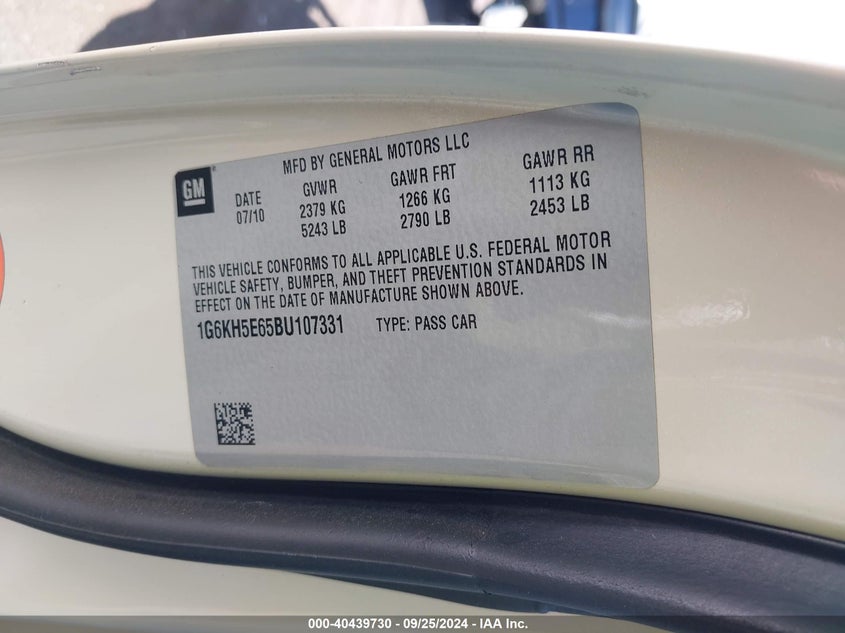 MFD BY GENERAL MOTORS LLC
GM
DATE GVWR GAWR FRT GAWR RR
07/10 2379 KG 1266 KG 1113 KG
5243 LB 2790 LB 2453 LB
THIS VEHICLE CONFORMS TO ALL APPLICABLE U.S. FEDERAL MOTOR
VEHICLE SAFETY, BUMPER, AND THEFT PREVENTION STANDARDS IN
EFFECT ON THE DATE OF MANUFACTURE SHOWN ABOVE.
1G6KH5E65BU107331 TYPE: PASS CAR
000-40439730 - 09/25/2024 - IAA Inc.